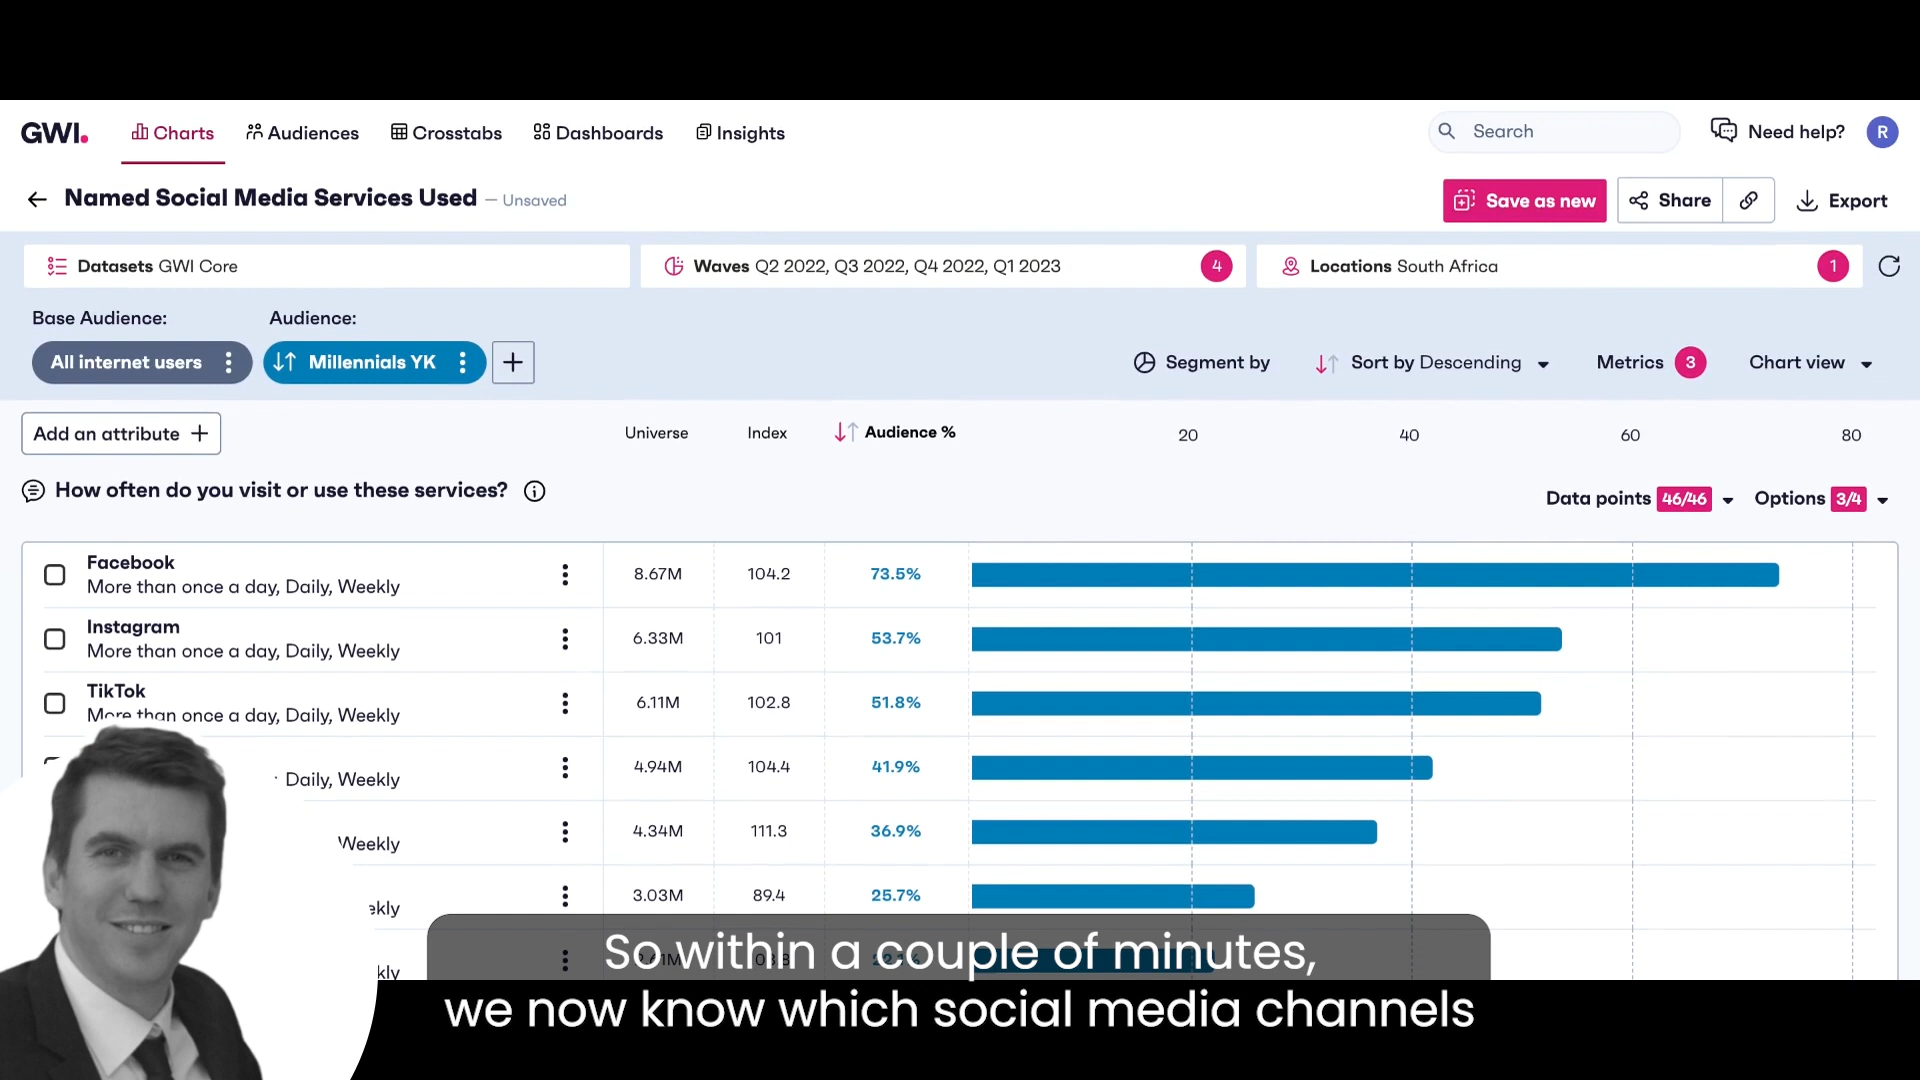 GWI.
Charts
Audiences
Crosstabs
Dashboards
Insights
Search
Need help?
R
Named Social Media Services Used — Unsaved
Save as new
Share
Export
Datasets GWI Core
Waves Q2 2022, Q3 2022, Q4 2022, Q1 2023
4
Locations South Africa
1
Base Audience:
Audience:
All internet users
Millennials YK
Segment by
Sort by Descending
Metrics 3
Chart view
Add an attribute +
Universe
Index
Audience %
20
40
60
80
How often do you visit or use these services?
Data points 46/46
Options 3/4
Facebook
More than once a day, Daily, Weekly
8.67M
104.2
73.5%
Instagram
More than once a day, Daily, Weekly
6.33M
101
53.7%
TikTok
More than once a day, Daily, Weekly
6.11M
102.8
51.8%
Daily, Weekly
4.94M
104.4
41.9%
Weekly
4.34M
111.3
36.9%
3.03M
89.4
25.7%
So within a couple of minutes,
we now know which social media channels